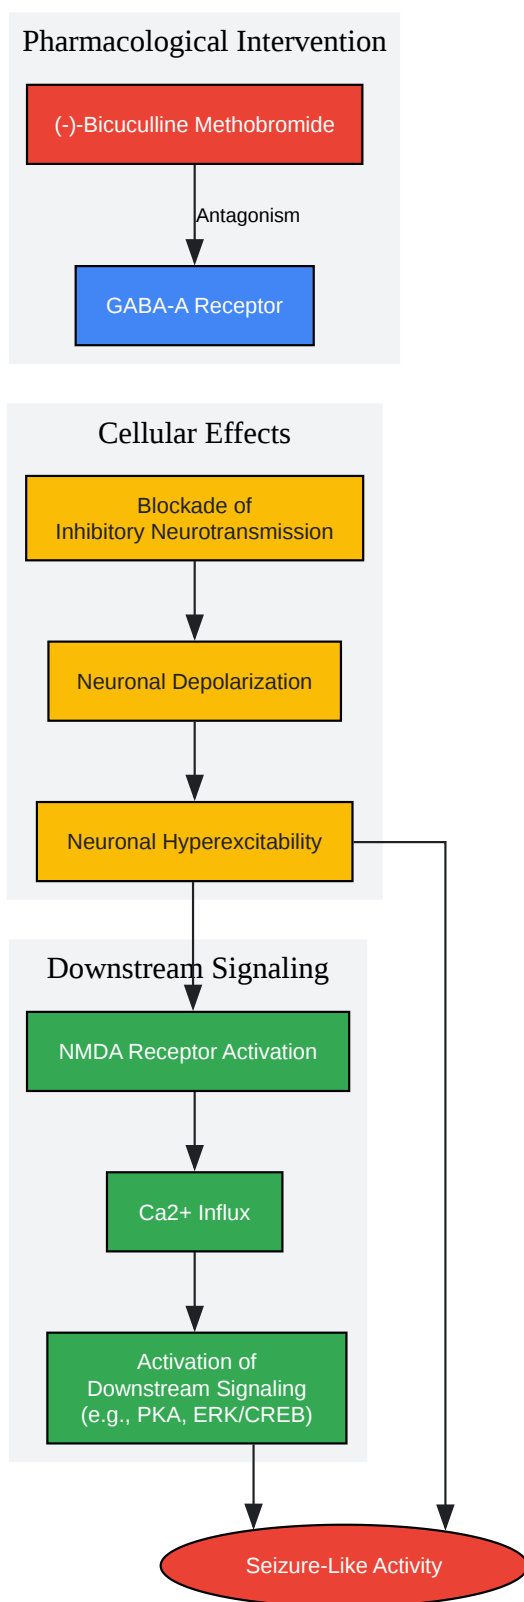 Pharmacological Intervention
(-)-Bicuculline Methobromide
Antagonism
GABA-A Receptor
Cellular Effects
Blockade of
Inhibitory Neurotransmission
Neuronal Depolarization
Neuronal Hyperexcitability
Downstream Signaling
NMDA Receptor Activation
Ca2+ Influx
Activation of
Downstream Signaling
(e.g., PKA, ERK/CREB)
Seizure-Like Activity